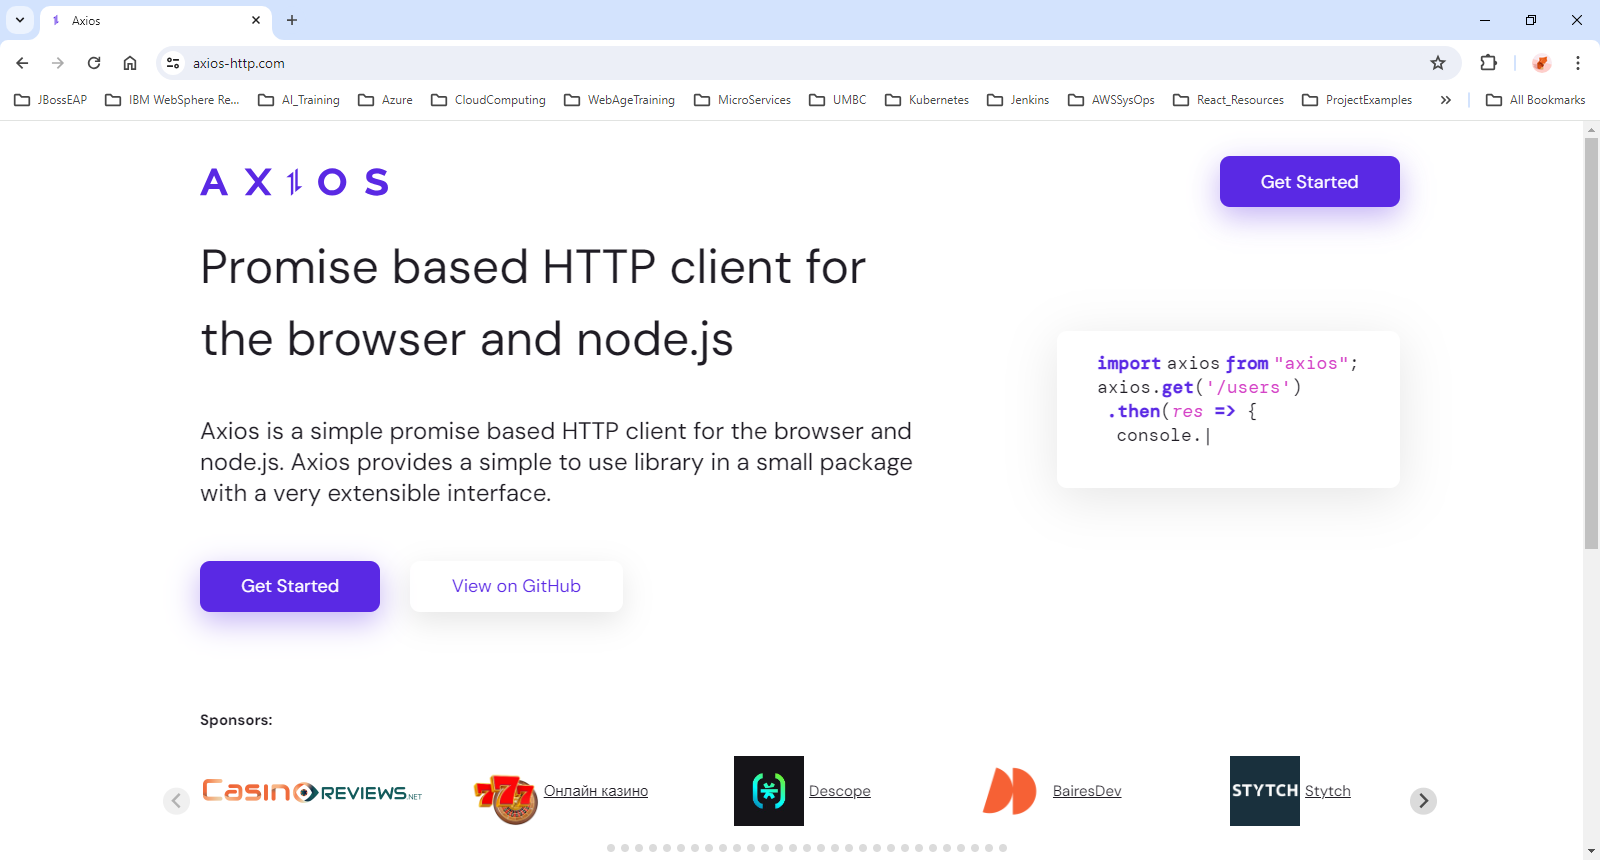 Axios
axios-http.com
JBossEAP
IBM WebSphere Re...
AI_Training
Azure
CloudComputing
WebAgeTraining
MicroServices
UMBC
Kubernetes
Jenkins
AWSSysOps
React_Resources
ProjectExamples
All Bookmarks
AXIOS
Get Started
Promise based HTTP client for
the browser and node.js
Axios is a simple promise based HTTP client for the browser and
node.js. Axios provides a simple to use library in a small package
with a very extensible interface.
import axios from "axios";
axios.get('/users')
.then(res => {
console.|
Get Started
View on GitHub
Sponsors:
CasinoREVIEWS.NET
777
Онлайн казино
Descope
BairesDev
STYTCH
Stytch